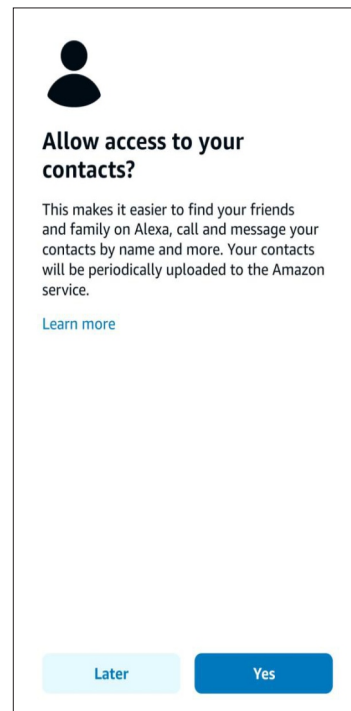 Allow access to your
contacts?
This makes it easier to find your friends
and family on Alexa, call and message your
contacts by name and more. Your contacts
will be periodically uploaded to the Amazon
service.
Learn more
Later
Yes